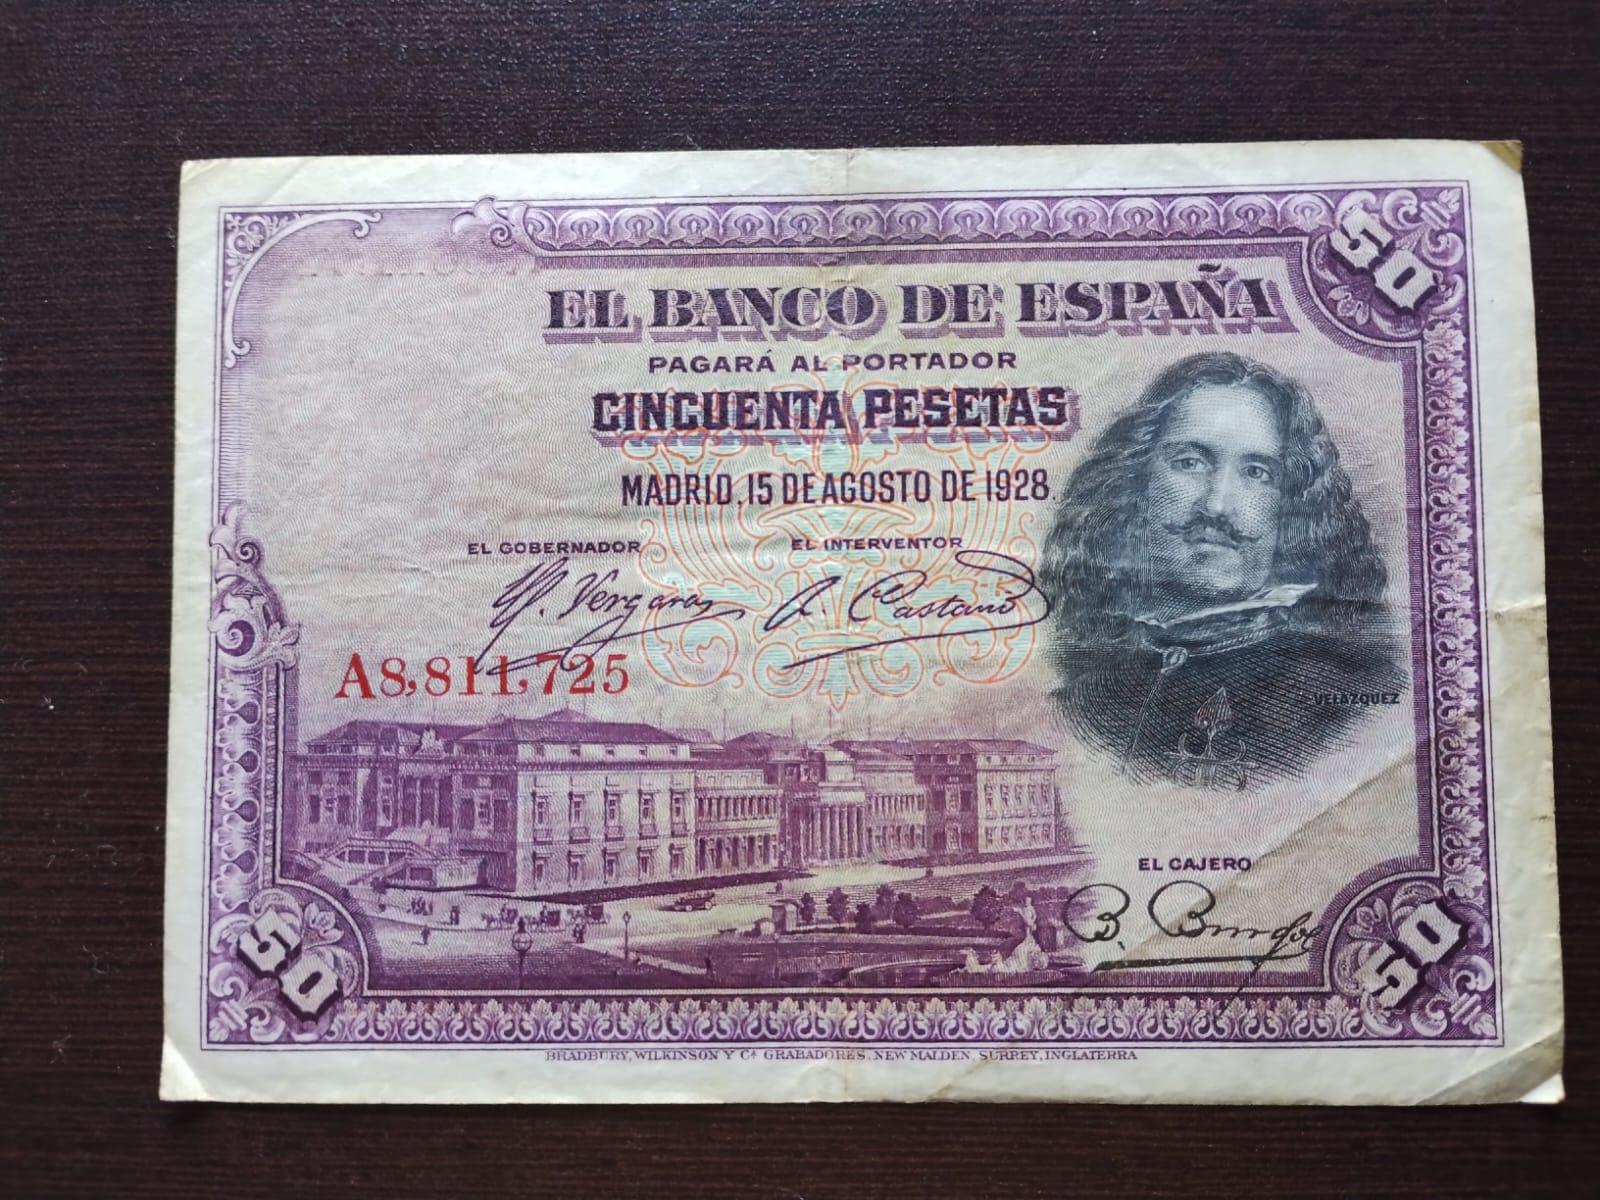 50
EL BANCO DE ESPAÑA
PAGARÁ AL PORTADOR
CINCUENTA PESETAS
MADRID, 15 DE AGOSTO DE 1928.
EL GOBERNADOR
EL INTERVENTOR
A8,811,725
VELÁZQUEZ
EL CAJERO
50
50
BRADBURY, WILKINSON Y Cª GRABADORES, NEW MALDEN, SURREY, INGLATERRA